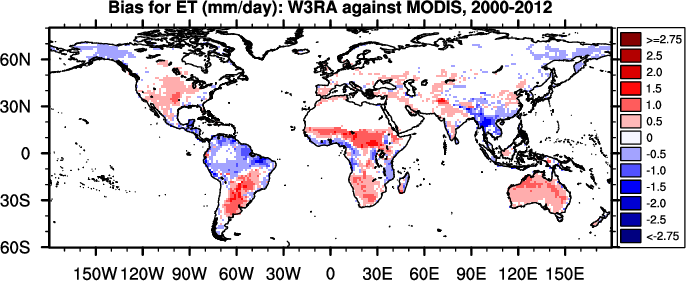 Bias for ET (mm/day): W3RA against MODIS, 2000-2012
>=2.75
2.5
2.0
1.5
1.0
0.5
0
-0.5
-1.0
-1.5
-2.0
-2.5
<-2.75
60N
30N
0
30S
60S
150W 120W 90W 60W 30W 0 30E 60E 90E 120E 150E